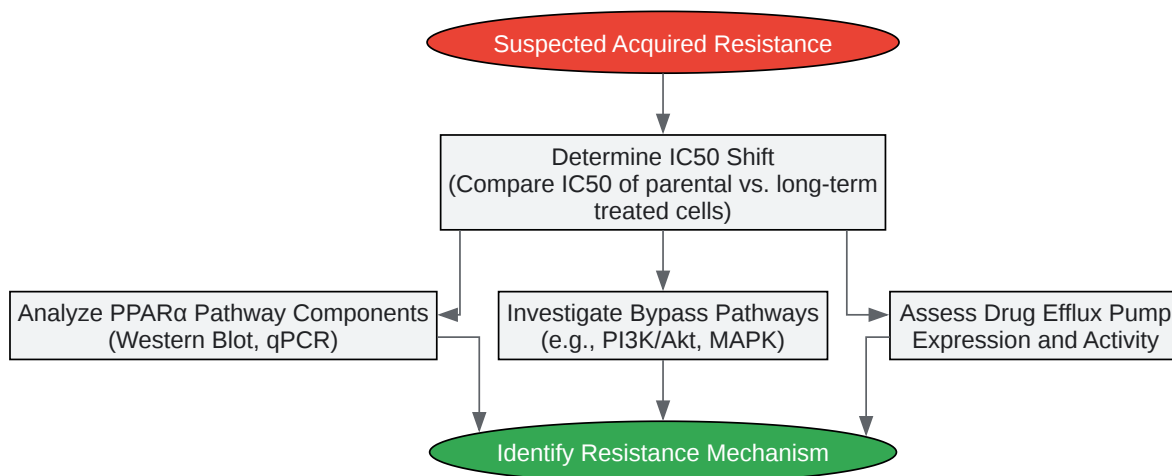 Suspected Acquired Resistance
Determine IC50 Shift
(Compare IC50 of parental vs. long-term
treated cells)
Analyze PPARα Pathway Components
(Western Blot, qPCR)
Investigate Bypass Pathways
(e.g., PI3K/Akt, MAPK)
Assess Drug Efflux Pump
Expression and Activity
Identify Resistance Mechanism